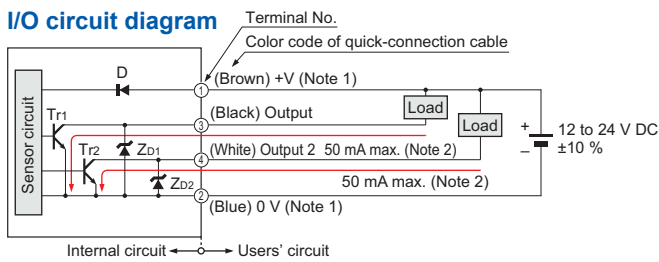 I/O circuit diagram
Terminal No.
Color code of quick-connection cable
D
1
(Brown) +V (Note 1)
Tr1
3
(Black) Output
Load
Load
Sensor circuit
Tr2
ZD1
4
(White) Output 2 50 mA max. (Note 2)
+
–
12 to 24 V DC
±10 %
ZD2
50 mA max. (Note 2)
2
(Blue) 0 V (Note 1)
Internal circuit
Users' circuit